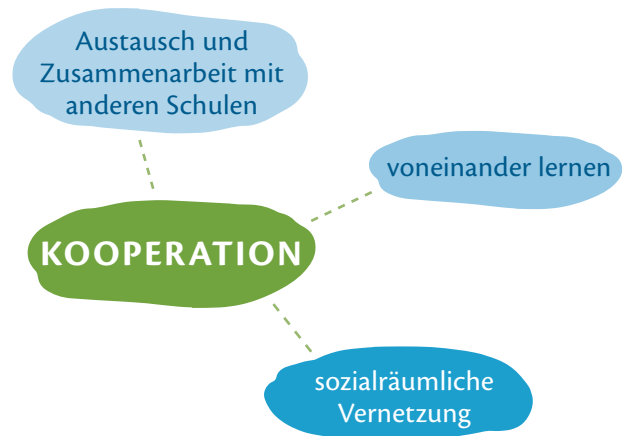 Austausch und
Zusammenarbeit mit
anderen Schulen
voneinander lernen
KOOPERATION
sozialräumliche
Vernetzung